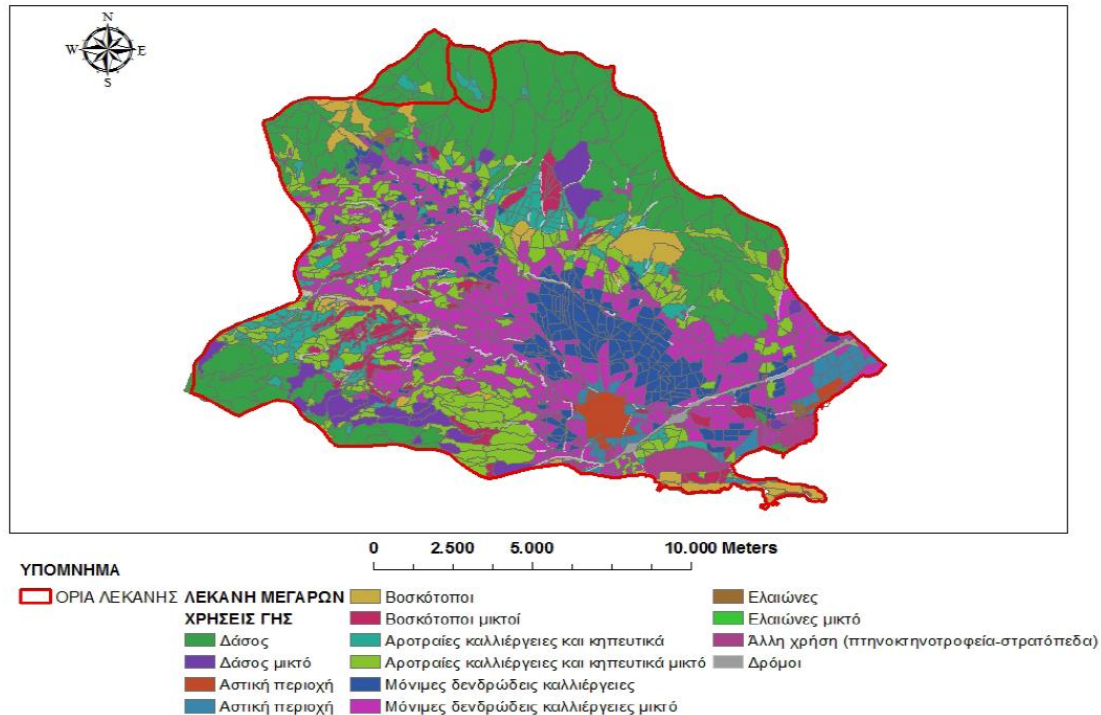 N
W E
S
0 2.500 5.000 10.000 Meters
ΥΠΟΜΝΗΜΑ
ΟΡΙΑ ΛΕΚΑΝΗΣ
ΛΕΚΑΝΗ ΜΕΓΑΡΩΝ
ΧΡΗΣΕΙΣ ΓΗΣ
Δάσος
Δάσος μικτό
Αστική περιοχή
Αστική περιοχή
Βοσκότοποι
Βοσκότοποι μικτοί
Αροτραίες καλλιέργειες και κηπευτικά
Αροτραίες καλλιέργειες και κηπευτικά μικτό
Μόνιμες δενδρώδεις καλλιέργειες
Μόνιμες δενδρώδεις καλλιέργειες μικτό
Ελαιώνες
Ελαιώνες μικτό
Άλλη χρήση (πτηνοκτηνοτροφεία-στρατόπεδα)
Δρόμοι